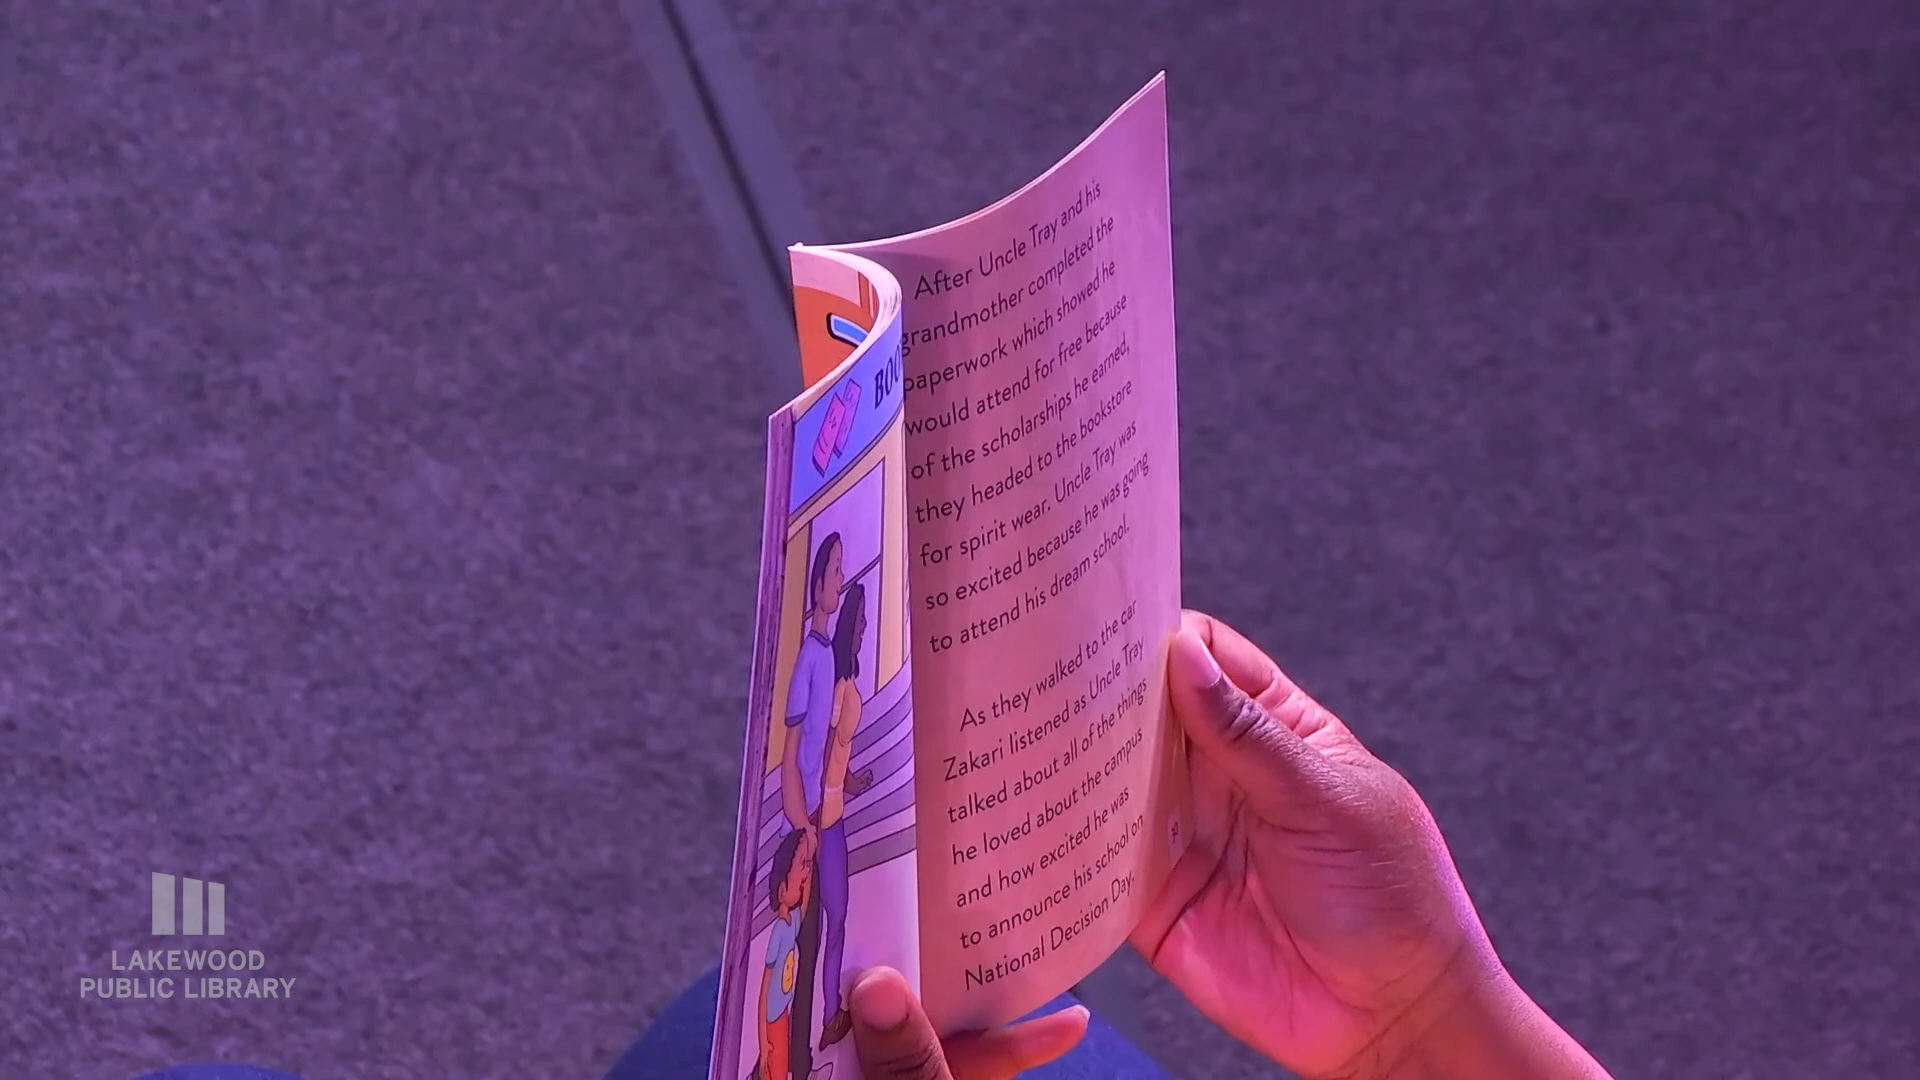 After Uncle Tray and his
grandmother completed the
paperwork which showed he
would attend for free because
of the scholarships he earned,
they headed to the bookstore
for spirit wear. Uncle Tray was
so excited because he was going
to attend his dream school.
As they walked to the car
Zakari listened as Uncle Tray
talked about all of the things
he loved about the campus
and how excited he was
to announce his school on
National Decision Day.
BOO
LAKEWOOD
PUBLIC LIBRARY